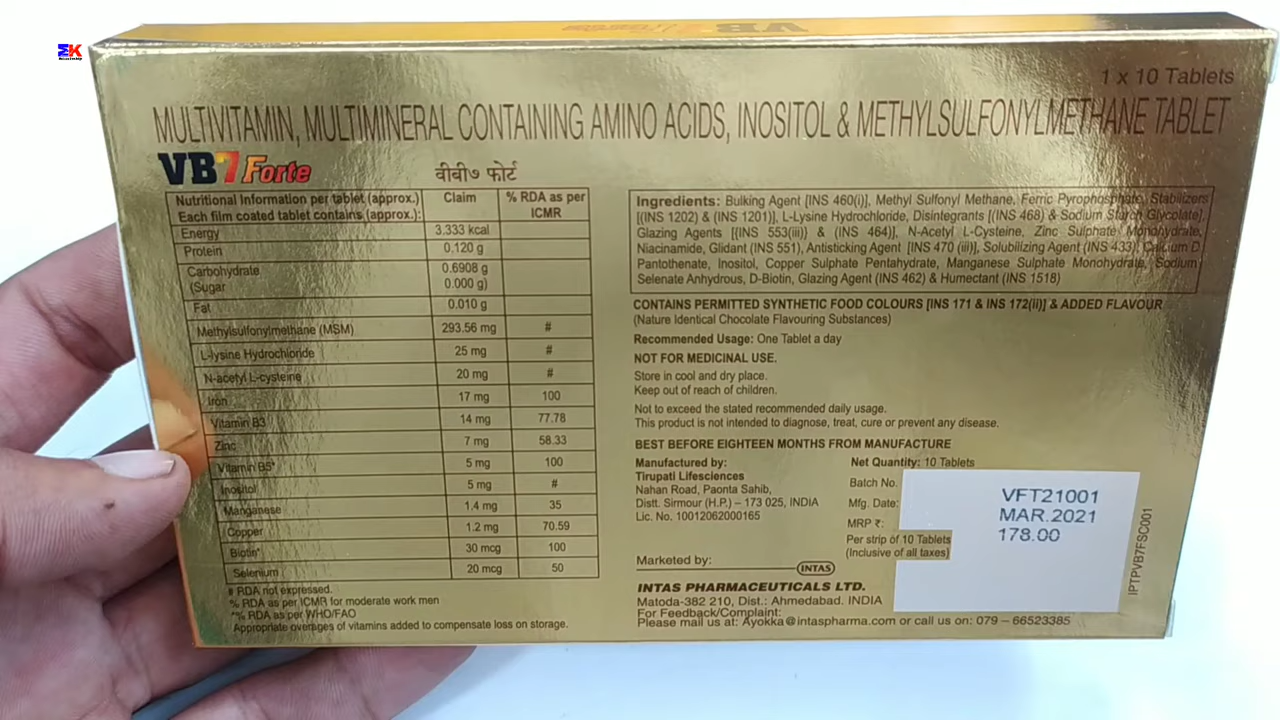 1 x 10 Tablets
MULTIVITAMIN, MULTIMINERAL CONTAINING AMINO ACIDS, INOSITOL & METHYLSULFONYLMETHANE TABLET
VB7 Forte वीबी७ फोर्ट
Nutritional Information per tablet (approx.) Claim % RDA as per
Each film coated tablet contains (approx.): ICMR
Energy 3.333 kcal
Protein 0.120 g
Carbohydrate 0.6908 g
(Sugar 0.000 g)
Fat 0.010 g
Methylsulfonylmethane (MSM) 293.56 mg #
L-lysine Hydrochloride 25 mg #
N-acetyl L-cysteine 20 mg #
Iron 17 mg 100
Vitamin B3 14 mg 77.78
Zinc 7 mg 58.33
Vitamin B5* 5 mg 100
Inositol 5 mg #
Manganese 1.4 mg 35
Copper 1.2 mg 70.59
Biotin* 30 mcg 100
Selenium 20 mcg 50
# RDA not expressed.
% RDA as per ICMR for moderate work men
*% RDA as per WHO/FAO
Appropriate overages of vitamins added to compensate loss on storage.
Ingredients: Bulking Agent [INS 460(i)], Methyl Sulfonyl Methane, Ferric Pyrophosphate, Stabilizers
[(INS 1202) & (INS 1201)], L-Lysine Hydrochloride, Disintegrants [(INS 468) & Sodium Starch Glycolate],
Glazing Agents [(INS 553(iii)) & (INS 464)], N-Acetyl L-Cysteine, Zinc Sulphate Monohydrate,
Niacinamide, Glidant (INS 551), Antisticking Agent [INS 470 (iii)], Solubilizing Agent (INS 433), Calcium D
Pantothenate, Inositol, Copper Sulphate Pentahydrate, Manganese Sulphate Monohydrate, Sodium
Selenate Anhydrous, D-Biotin, Glazing Agent (INS 462) & Humectant (INS 1518)
CONTAINS PERMITTED SYNTHETIC FOOD COLOURS [INS 171 & INS 172(ii)] & ADDED FLAVOUR
(Nature Identical Chocolate Flavouring Substances)
Recommended Usage: One Tablet a day
NOT FOR MEDICINAL USE.
Store in cool and dry place.
Keep out of reach of children.
Not to exceed the stated recommended daily usage.
This product is not intended to diagnose, treat, cure or prevent any disease.
BEST BEFORE EIGHTEEN MONTHS FROM MANUFACTURE
Manufactured by:
Tirupati Lifesciences
Nahan Road, Paonta Sahib,
Distt. Sirmour (H.P.) – 173 025, INDIA
Lic. No. 10012062000165
Net Quantity: 10 Tablets
Batch No. VFT21001
Mfg. Date: MAR.2021
MRP ₹: 178.00
Per strip of 10 Tablets
(Inclusive of all taxes)
IPTPVB7FSC001
Marketed by: INTAS
INTAS PHARMACEUTICALS LTD.
Matoda-382 210, Dist.: Ahmedabad. INDIA
For Feedback/Complaint:
Please mail us at: Ayokka@intaspharma.com or call us on: 079 – 66523385